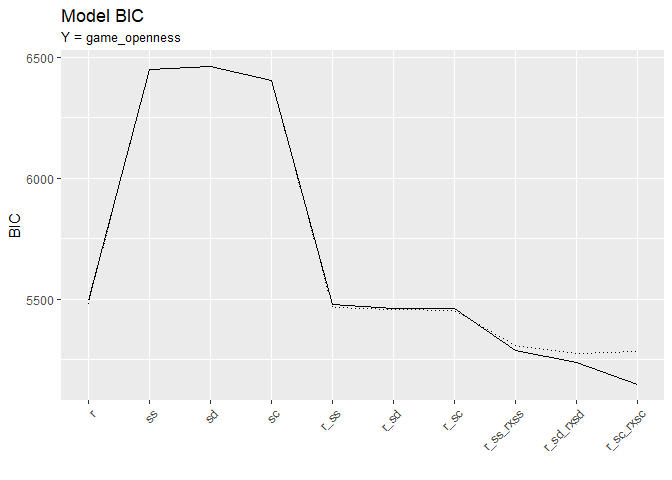 Model BIC
Y = game_openness
6500
6000
5500
BIC
r
ss
sd
sc
r_ss
r_sd
r_sc
r_ss_rxss
r_sd_rxsd
r_sc_rxsc